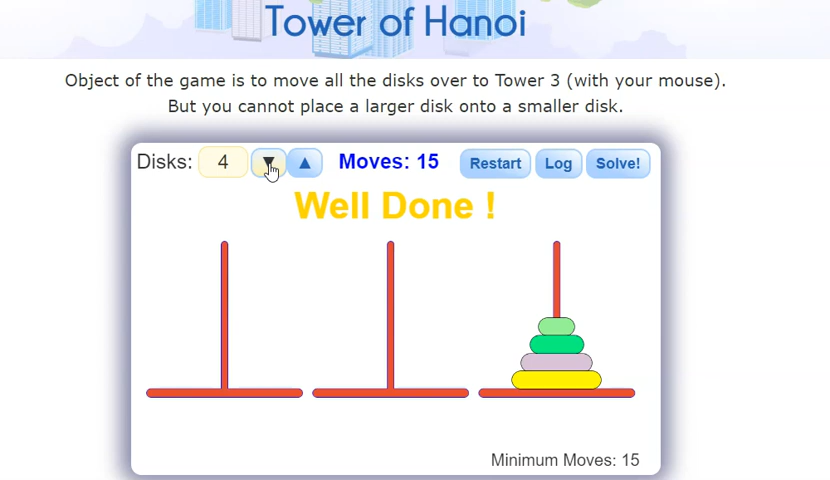 Tower of Hanoi
Object of the game is to move all the disks over to Tower 3 (with your mouse).
But you cannot place a larger disk onto a smaller disk.
Disks: 4 ▼ ▲ Moves: 15 Restart Log Solve!
Well Done !
Minimum Moves: 15